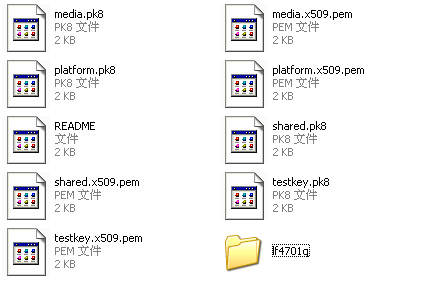 media.pk8
PK8 文件
2 KB
media.x509.pem
PEM 文件
2 KB
platform.pk8
PK8 文件
2 KB
platform.x509.pem
PEM 文件
2 KB
README
文件
2 KB
shared.pk8
PK8 文件
2 KB
shared.x509.pem
PEM 文件
2 KB
testkey.pk8
PK8 文件
2 KB
testkey.x509.pem
PEM 文件
2 KB
lf4701q